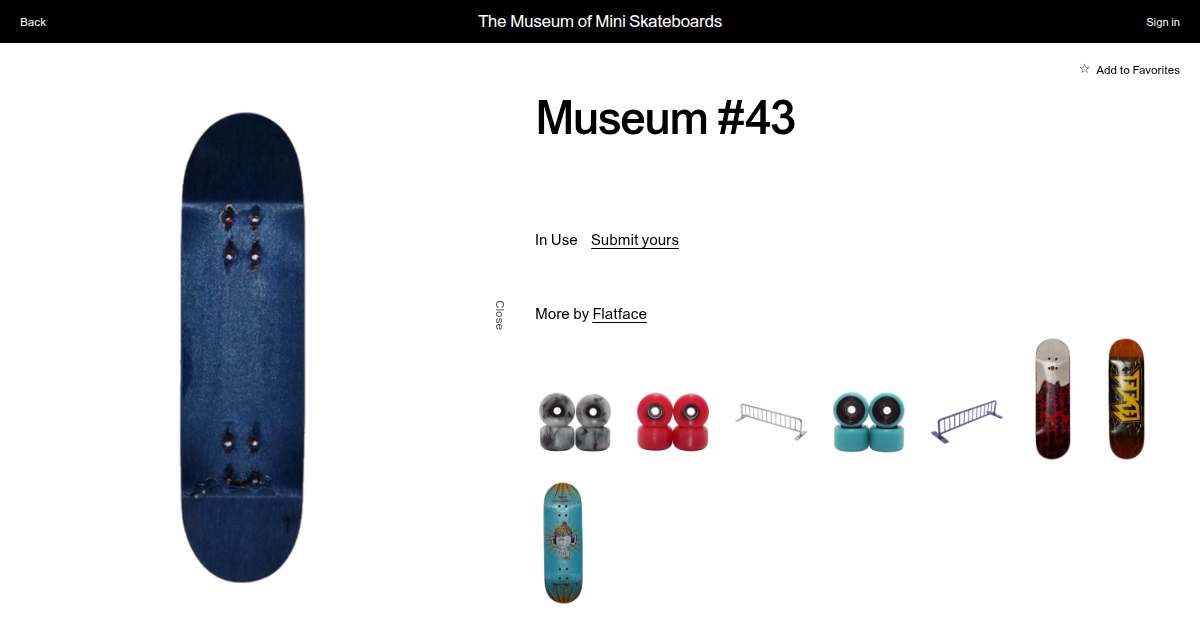 Back
The Museum of Mini Skateboards
Sign in
☆ Add to Favorites
Museum #43
In Use Submit yours
Close
More by Flatface